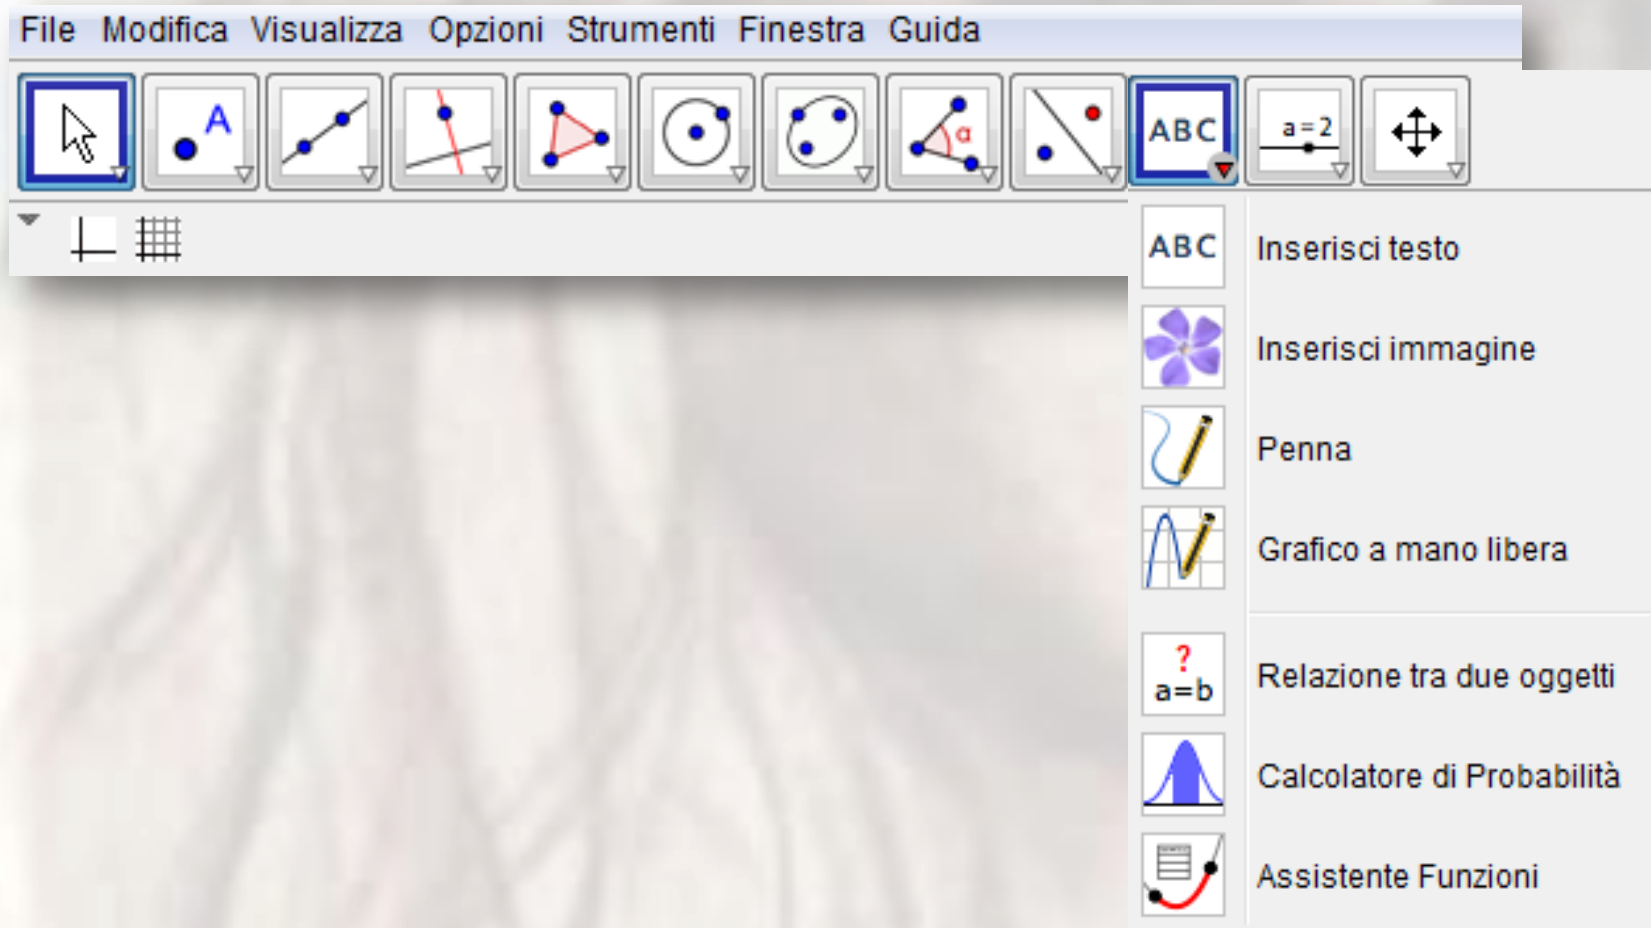 File Modifica Visualizza Opzioni Strumenti Finestra Guida
A
α
ABC
a=2
ABC Inserisci testo
Inserisci immagine
Penna
Grafico a mano libera
? a=b Relazione tra due oggetti
Calcolatore di Probabilità
Assistente Funzioni